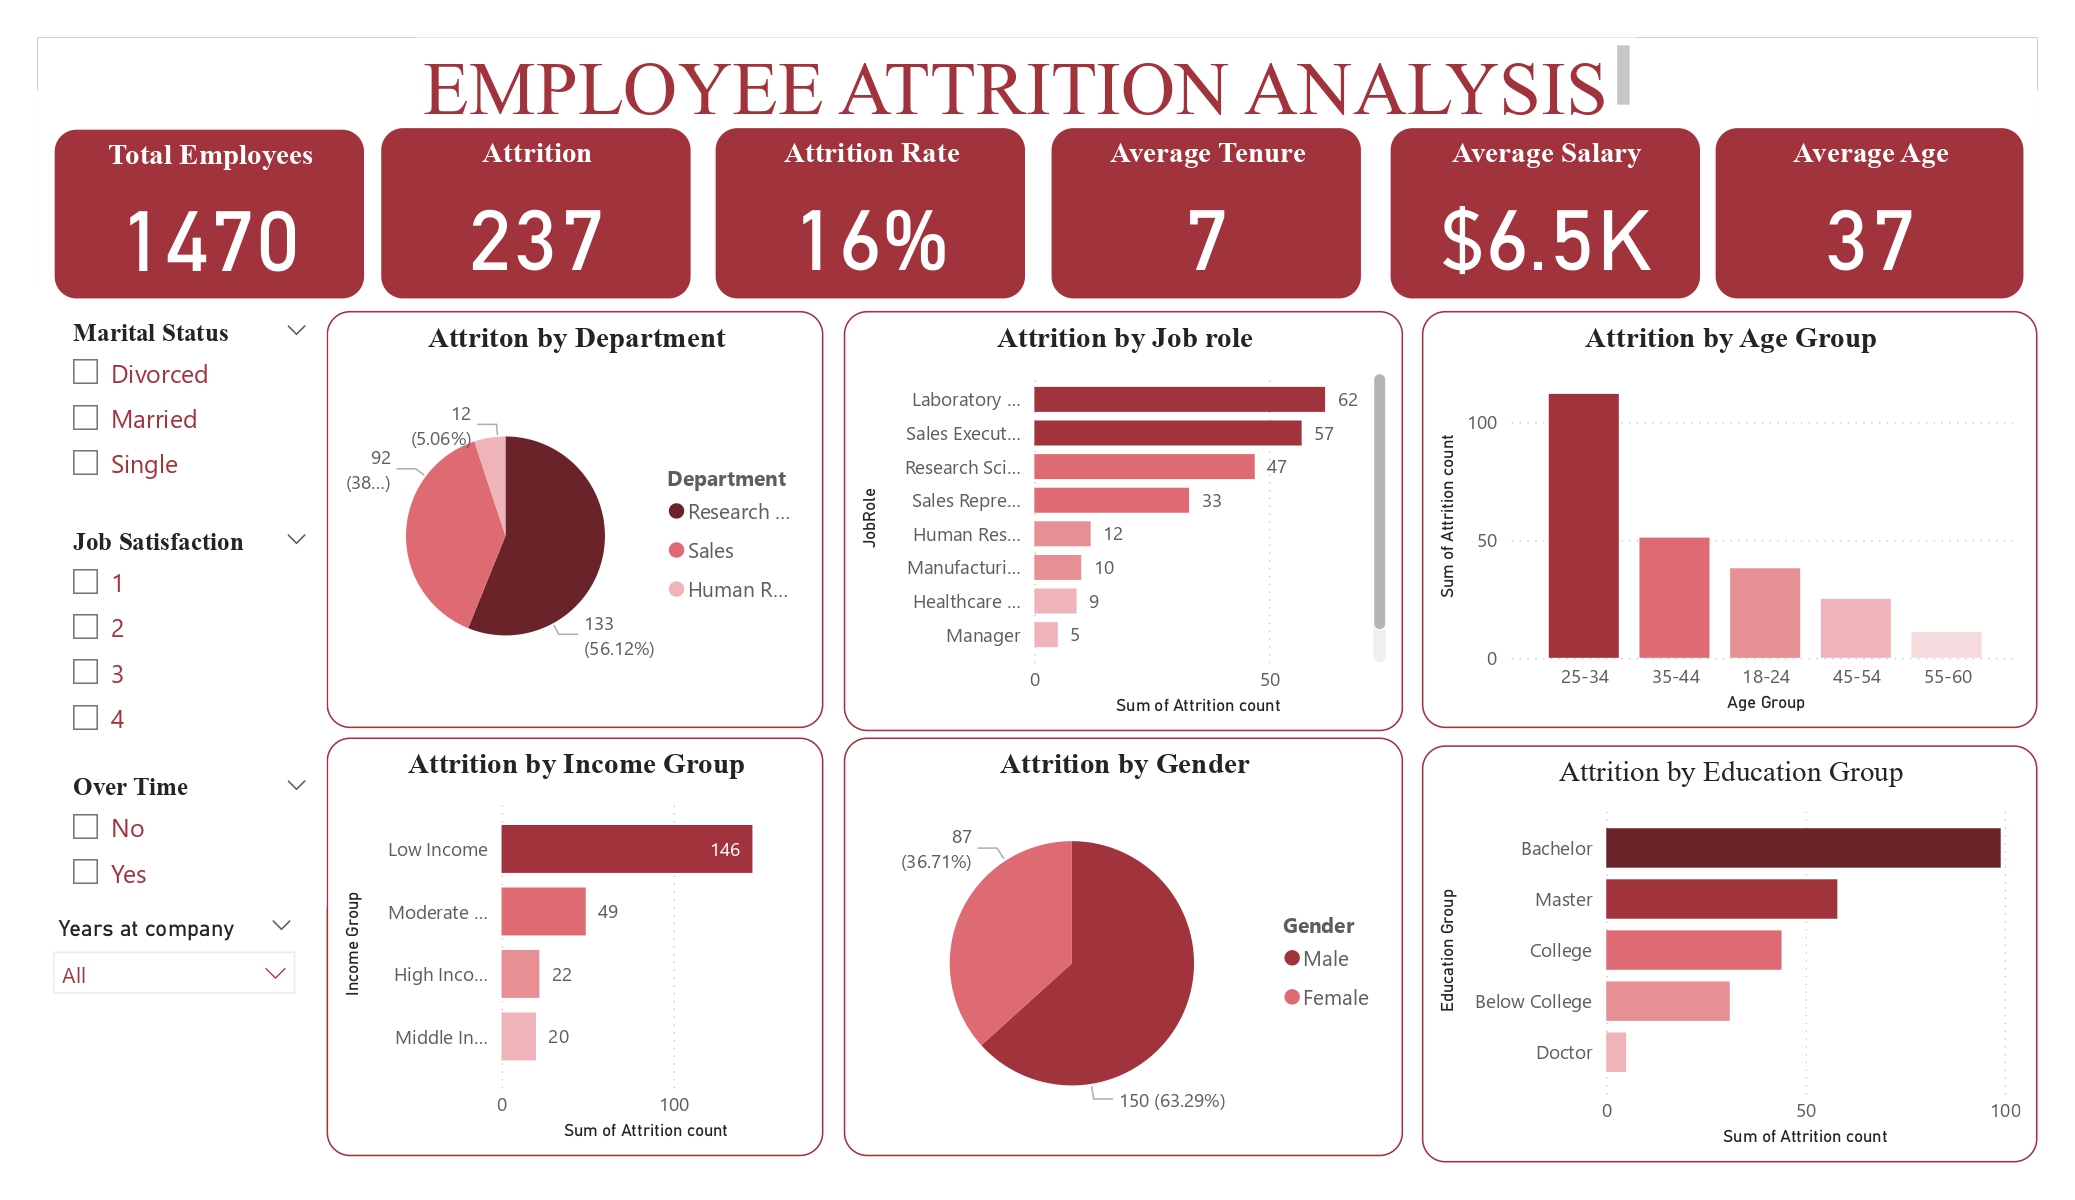 EMPLOYEE ATTRITION ANALYSIS
Total Employees
1470
Attrition
237
Attrition Rate
16%
Average Tenure
7
Average Salary
$6.5K
Average Age
37
Marital Status
Divorced
Married
Single
Job Satisfaction
1
2
3
4
Over Time
No
Yes
Years at company
All
Attriton by Department
12
(5.06%)
92
(38...)
133
(56.12%)
Department
Research ...
Sales
Human R...
Attrition by Job role
JobRole
Laboratory ... 62
Sales Execut... 57
Research Sci... 47
Sales Repre... 33
Human Res... 12
Manufacturi... 10
Healthcare ... 9
Manager 5
0 50
Sum of Attrition count
Attrition by Age Group
Sum of Attrition count
100
50
0
25-34 35-44 18-24 45-54 55-60
Age Group
Attrition by Income Group
Income Group
Low Income 146
Moderate ... 49
High Inco... 22
Middle In... 20
0 100
Sum of Attrition count
Attrition by Gender
87
(36.71%)
150 (63.29%)
Gender
Male
Female
Attrition by Education Group
Education Group
Bachelor
Master
College
Below College
Doctor
0 50 100
Sum of Attrition count